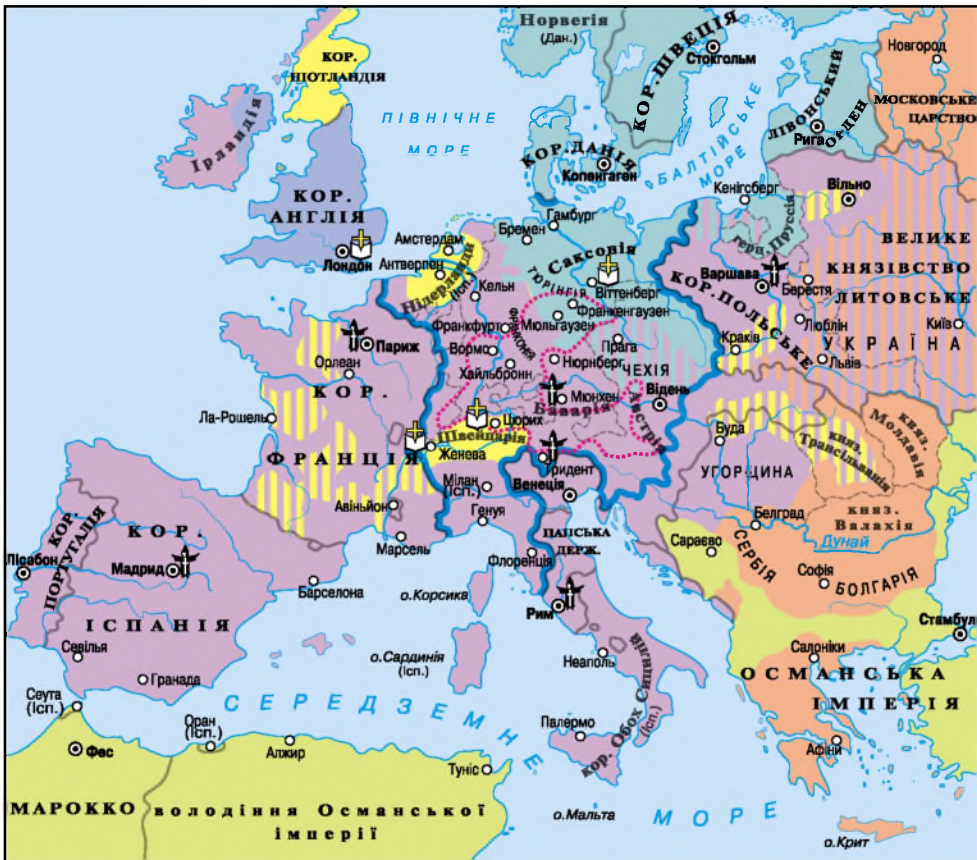 Норвегія
(Дан.)
КОР. ШВЕЦІЯ
Стокгольм
Новгород
КОР.
ШОТЛАНДІЯ
ПІВНІЧНЕ
МОРЕ
БАЛТІЙСЬКЕ
МОРЕ
ЛІВОНСЬКИЙ
ОРДЕН
Рига
МОСКОВСЬКЕ
ЦАРСТВО
Ірландія
КОР. ДАНІЯ
Копенгаген
КОР.
АНГЛІЯ
Лондон
Кенігсберг
Вільно
герц. Пруссія
Гамбург
Бремен
Амстердам
Антверпен
Нідерланди
(Ісп.)
Саксонія
ТЮРІНГІЯ
Віттенберг
Кельн
ВЕЛИКЕ
КНЯЗІВСТВО
ЛИТОВСЬКЕ
Варшава
Берестя
КОР. ПОЛЬСЬКЕ
Люблін
Київ
УКРАЇНА
Краків
Львів
Франкенгаузен
Мюльгаузен
Франкфурт
ФРАНКОНІЯ
Вормс
Хайльбронн
Нюрнберг
Прага
ЧЕХІЯ
Париж
Орлеан
КОР.
ФРАНЦІЯ
Ла-Рошель
Мюнхен
Баварія
Австрія
Відень
Цюрих
Швейцарія
Женева
Тридент
Мілан
(Ісп.)
Венеція
Генуя
Авіньйон
Марсель
Буда
УГОРЩИНА
княз.
Трансільванія
княз.
Молдавія
княз.
Валахія
Дунай
Белград
Сараєво
СЕРБІЯ
Софія
БОЛГАРІЯ
Флоренція
ПАПСЬКА
ДЕРЖ.
Рим
о.Корсика
КОР.
ПОРТУГАЛІЯ
Лісабон
КОР.
Мадрид
Барселона
ІСПАНІЯ
Севілья
Гранада
о.Сардинія
(Ісп.)
Неаполь
Стамбул
Салоніки
ОСМАНСЬКА
ІМПЕРІЯ
Афіни
Сеута
(Ісп.)
СЕРЕДЗЕМНЕ
МОРЕ
Оран
(Ісп.)
Алжир
Туніс
Палермо
кор. Обох Сицилій
(Ісп.)
Фес
МАРОККО
володіння Османської
імперії
о.Мальта
о.Крит